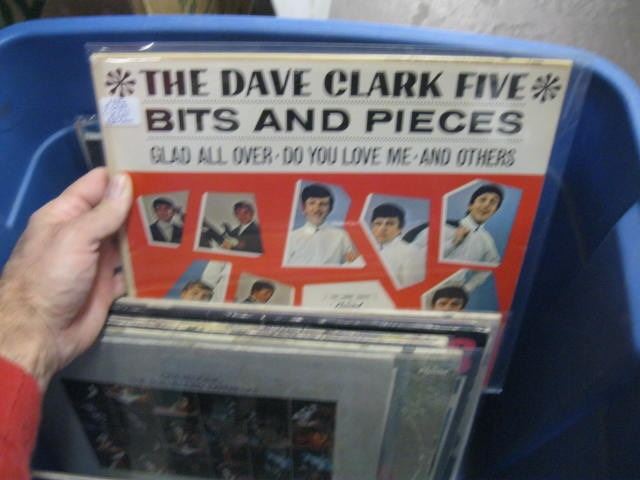 THE DAVE CLARK FIVE
BITS AND PIECES
GLAD ALL OVER · DO YOU LOVE ME · AND OTHERS